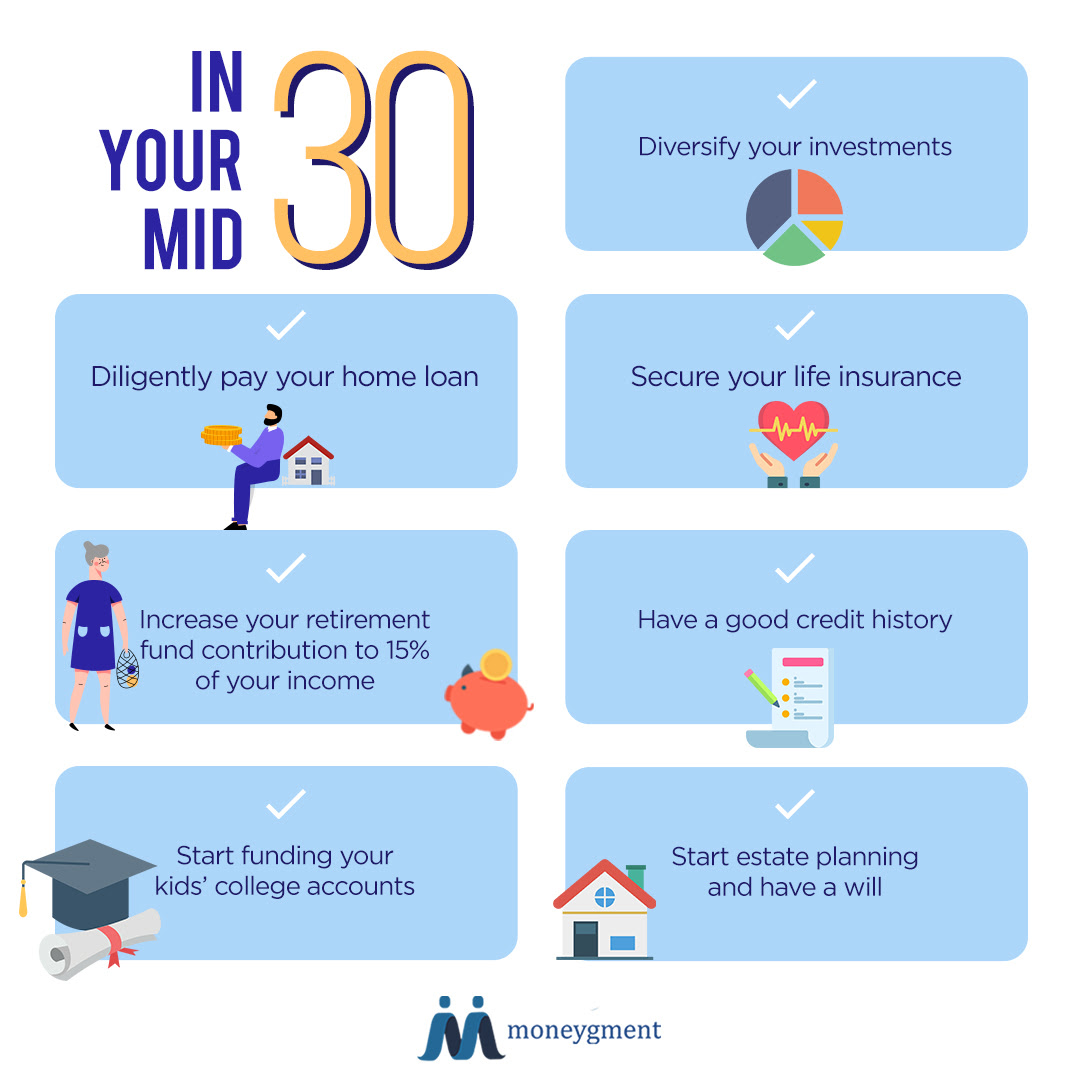 IN
YOUR
MID
30
Diversify your investments
Diligently pay your home loan
Secure your life insurance
Increase your retirement
fund contribution to 15%
of your income
Have a good credit history
Start funding your
kids' college accounts
Start estate planning
and have a will
moneygment